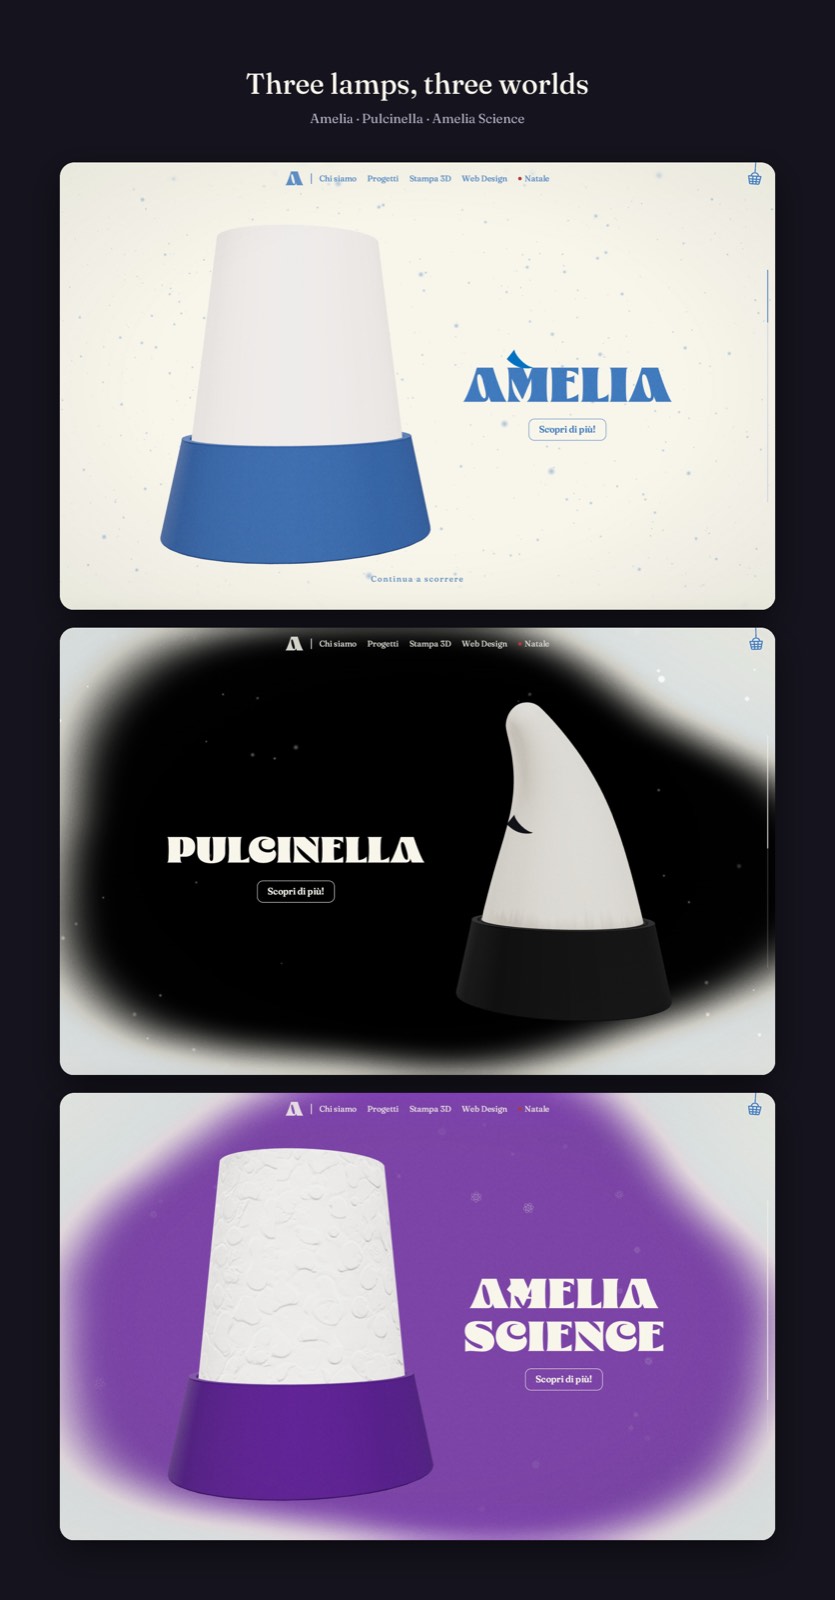 Three lamps, three worlds
Amelia · Pulcinella · Amelia Science
A | Chi siamo Progetti Stampa 3D Web Design • Natale
AMELIA
Scopri di più!
Continua a scorrere
A | Chi siamo Progetti Stampa 3D Web Design • Natale
PULCINELLA
Scopri di più!
A | Chi siamo Progetti Stampa 3D Web Design • Natale
AMELIA
SCIENCE
Scopri di più!